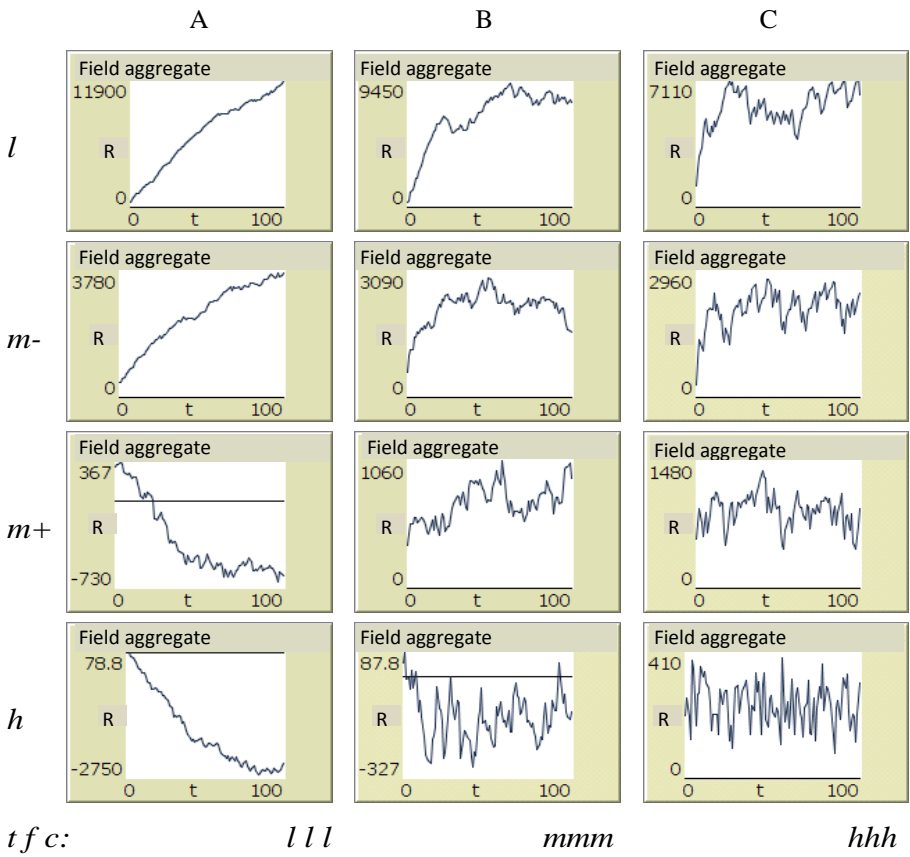 A B C
Field aggregate Field aggregate Field aggregate
11900 9450 7110
l R R R
0 0 0
0 t 100 0 t 100 0 t 100
Field aggregate Field aggregate Field aggregate
3780 3090 2960
m- R R R
0 0 0
0 t 100 0 t 100 0 t 100
Field aggregate Field aggregate Field aggregate
367 1060 1480
m+ R R R
-730 0 0
0 t 100 0 t 100 0 t 100
Field aggregate Field aggregate Field aggregate
78.8 87.8 410
h R R R
-2750 -327 0
0 t 100 0 t 100 0 t 100
t f c: l l l mmm hhh